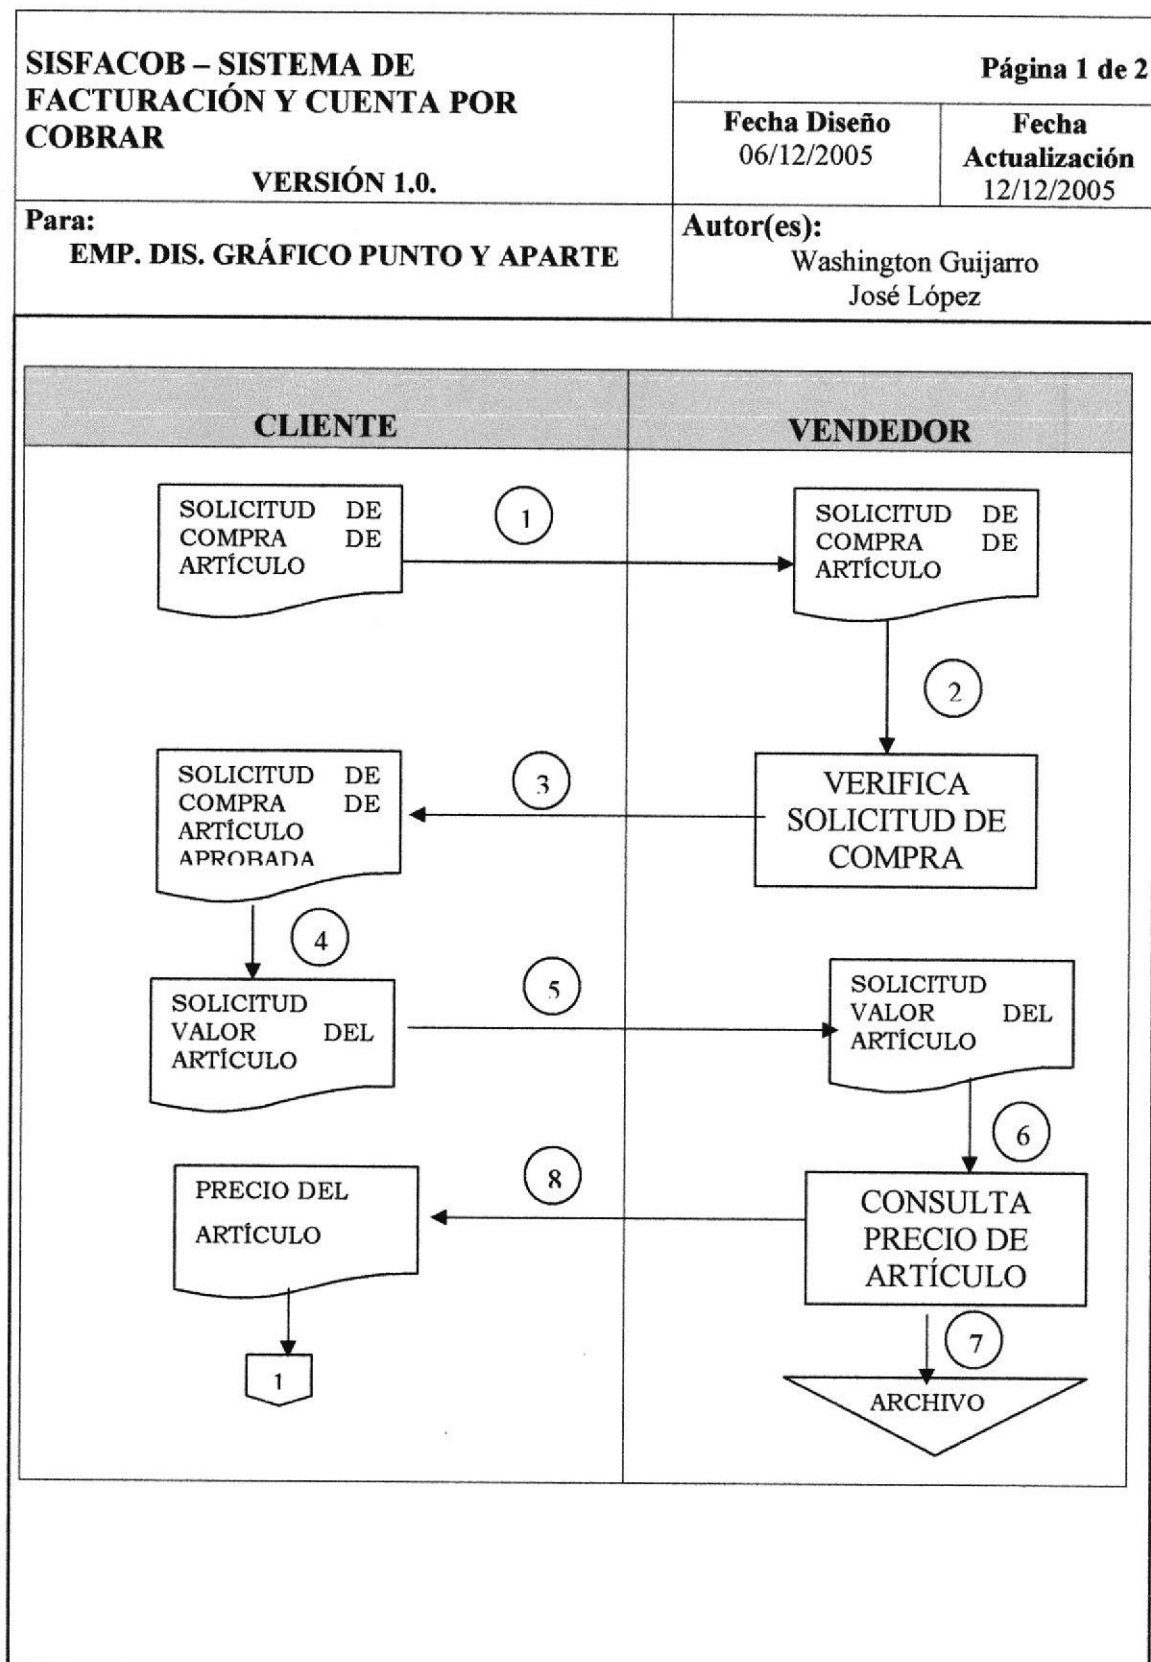 SISFACOB – SISTEMA DE
FACTURACIÓN Y CUENTA POR
COBRAR
VERSIÓN 1.0.
Página 1 de 2
Fecha Diseño
06/12/2005
Fecha
Actualización
12/12/2005
Para:
EMP. DIS. GRÁFICO PUNTO Y APARTE
Autor(es):
Washington Guijarro
José López
CLIENTE
VENDEDOR
SOLICITUD DE
COMPRA DE
ARTÍCULO
1
SOLICITUD DE
COMPRA DE
ARTÍCULO
2
SOLICITUD DE
COMPRA DE
ARTÍCULO
APROBADA
3
VERIFICA
SOLICITUD DE
COMPRA
4
SOLICITUD
VALOR DEL
ARTÍCULO
5
SOLICITUD
VALOR DEL
ARTÍCULO
6
PRECIO DEL
ARTÍCULO
8
CONSULTA
PRECIO DE
ARTÍCULO
7
1
ARCHIVO